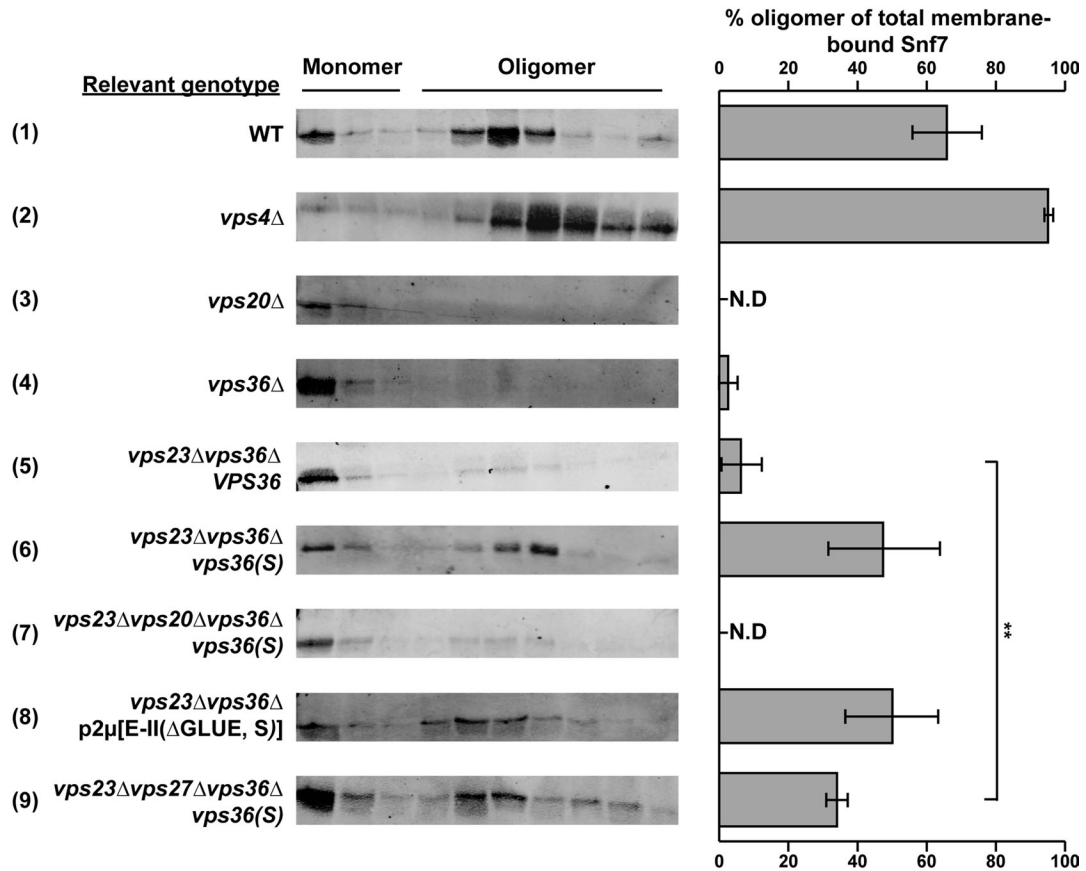 % oligomer of total membrane-
bound Snf7
0 20 40 60 80 100
Relevant genotype
Monomer
Oligomer
(1) WT
(2) vps4Δ
(3) vps20Δ
N.D
(4) vps36Δ
(5) vps23Δvps36Δ
VPS36
(6) vps23Δvps36Δ
vps36(S)
(7) vps23Δvps20Δvps36Δ
vps36(S)
N.D
**
(8) vps23Δvps36Δ
p2μ[E-II(ΔGLUE, S)]
(9) vps23Δvps27Δvps36Δ
vps36(S)
0 20 40 60 80 100